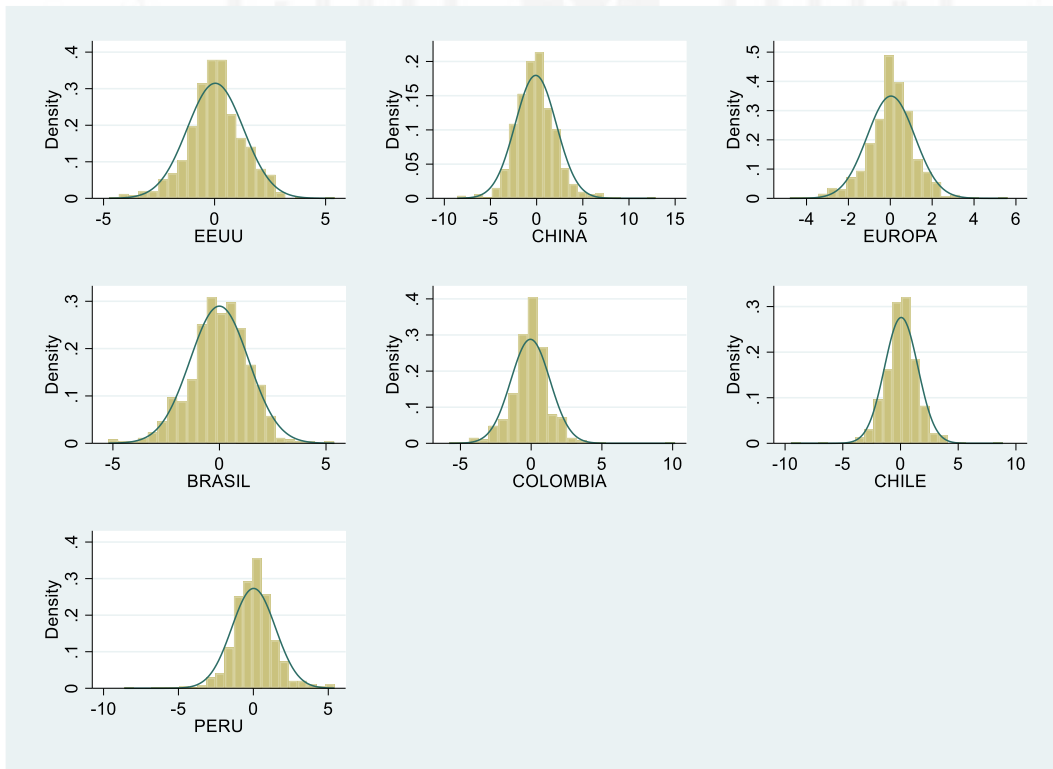 Density
0 .1 .2 .3 .4
-5 0 5
EEUU
Density
0 .05 .1 .15 .2
-10 -5 0 5 10 15
CHINA
Density
0 .1 .2 .3 .4 .5
-4 -2 0 2 4 6
EUROPA
Density
0 .1 .2 .3
-5 0 5
BRASIL
Density
0 .1 .2 .3 .4
-5 0 5 10
COLOMBIA
Density
0 .1 .2 .3
-10 -5 0 5 10
CHILE
Density
0 .1 .2 .3 .4
-10 -5 0 5
PERU